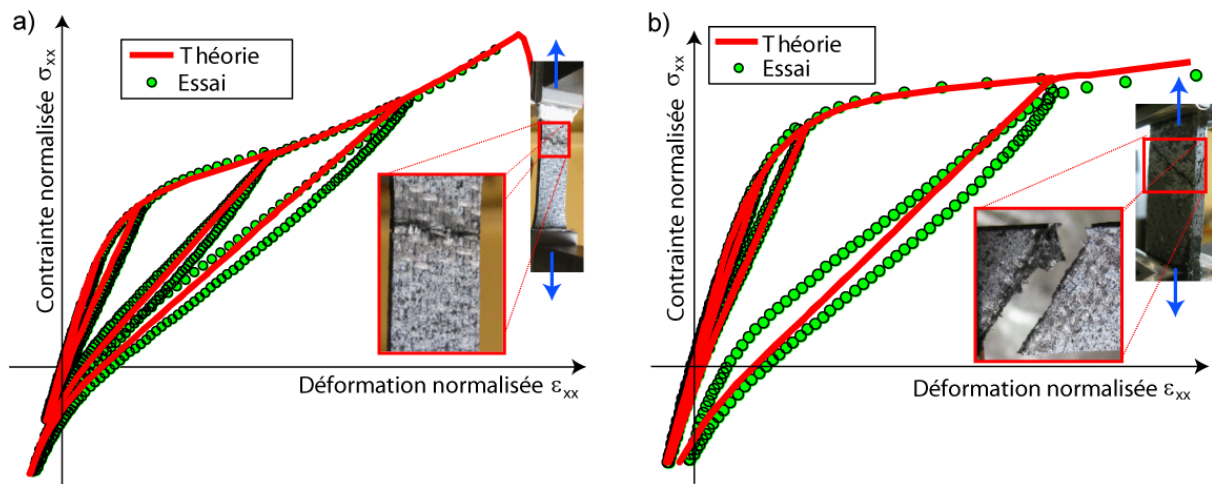 a)
Contrainte normalisée σxx
Théorie
Essai
Déformation normalisée εxx
b)
Contrainte normalisée σxx
Théorie
Essai
Déformation normalisée εxx